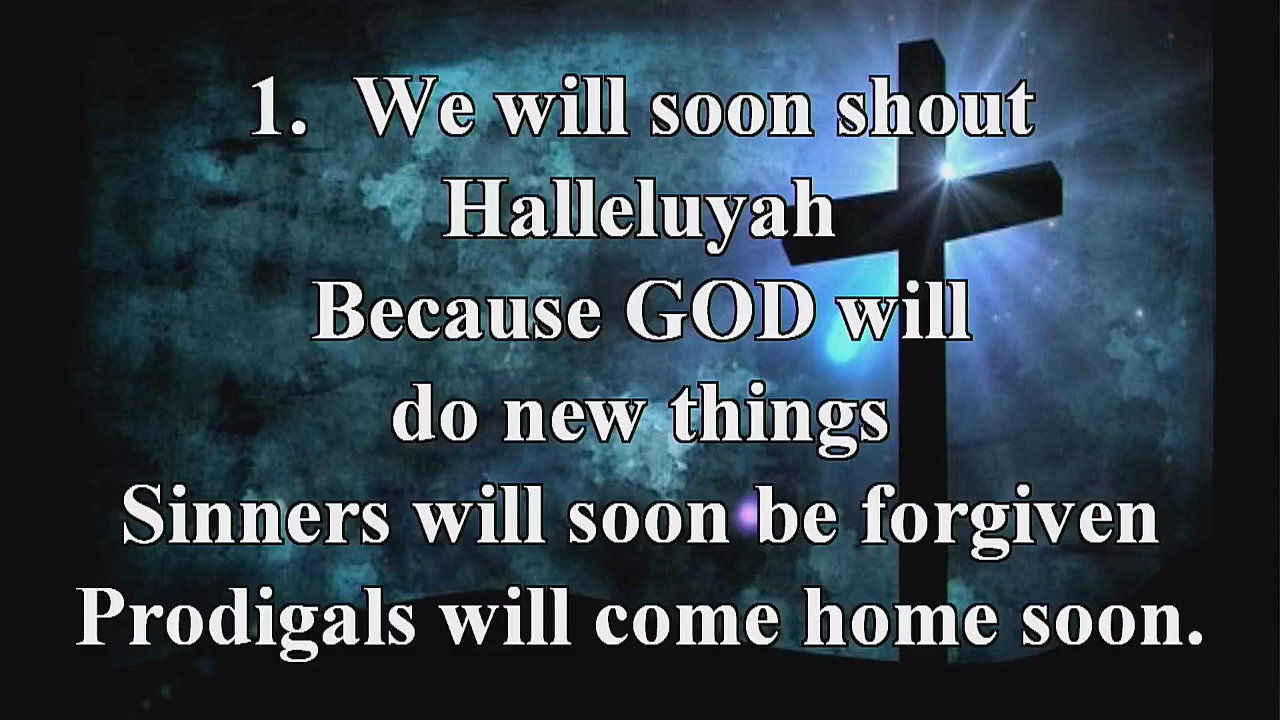 1. We will soon shout
Halleluyah
Because GOD will
do new things
Sinners will soon be forgiven
Prodigals will come home soon.